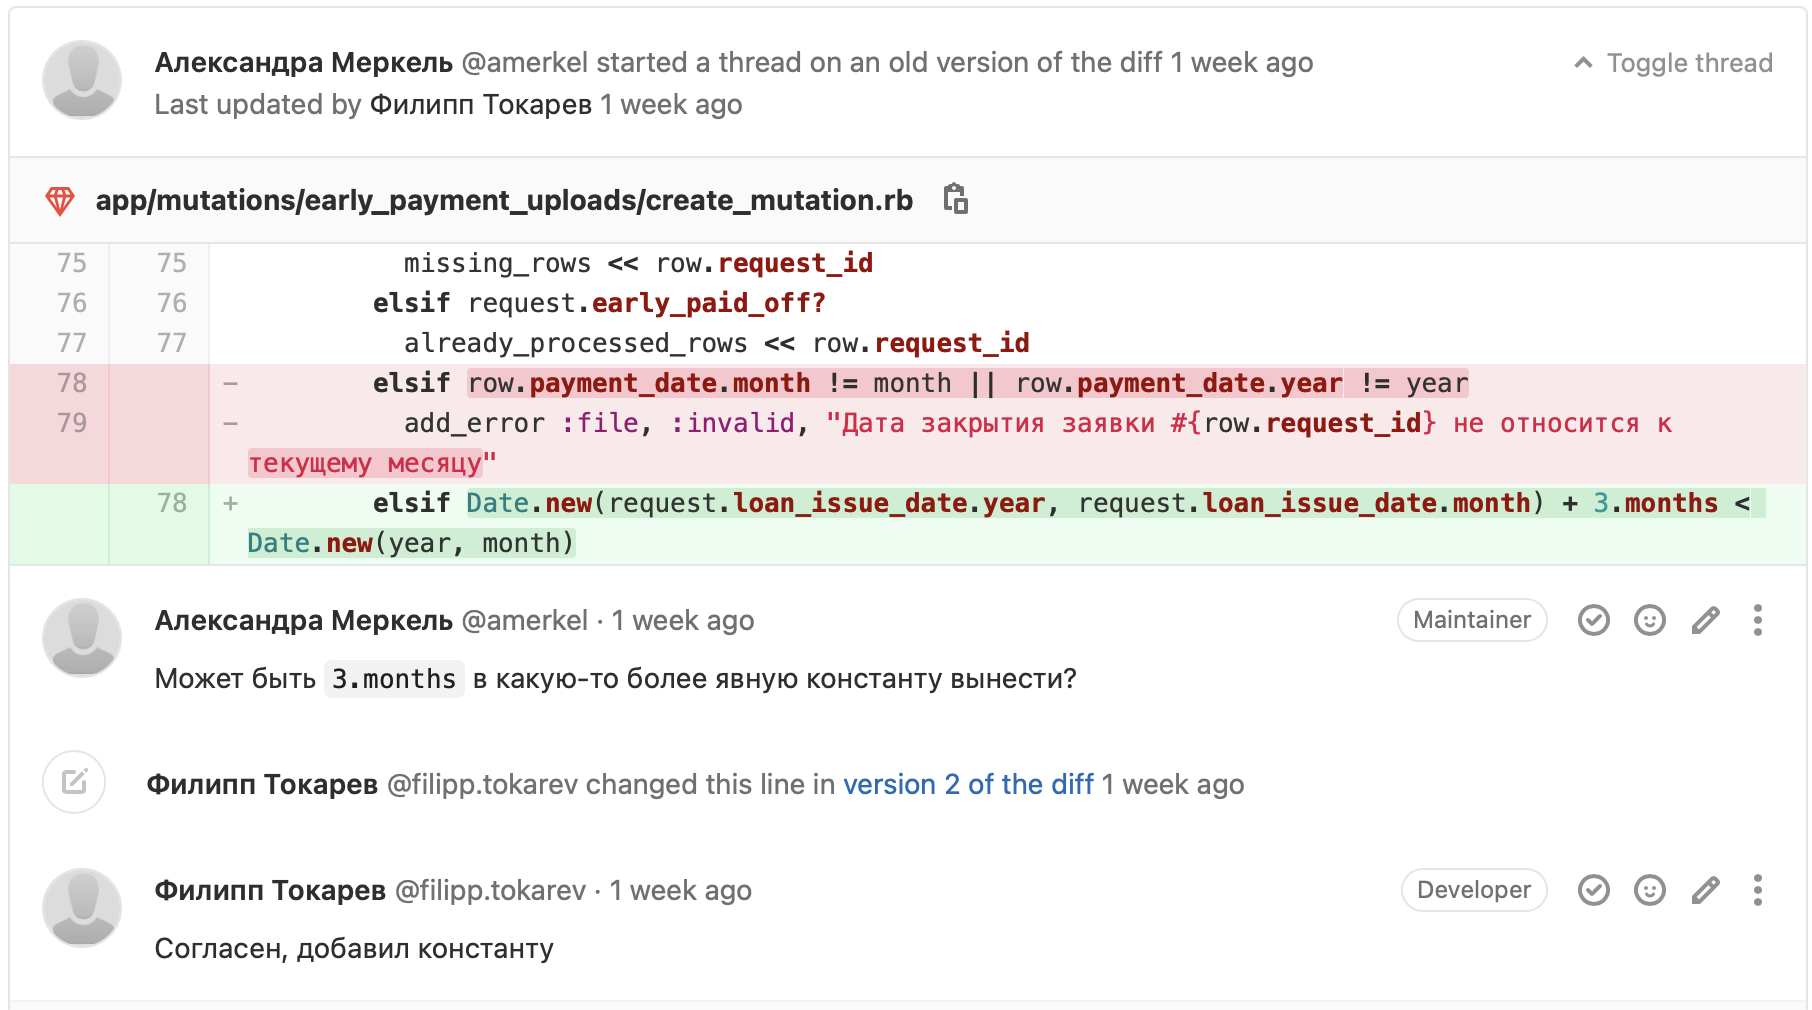 Александра Меркель @amerkel started a thread on an old version of the diff 1 week ago
Toggle thread
Last updated by Филипп Токарев 1 week ago
app/mutations/early_payment_uploads/create_mutation.rb
75 75 missing_rows << row.request_id
76 76 elsif request.early_paid_off?
77 77 already_processed_rows << row.request_id
78 - elsif row.payment_date.month != month || row.payment_date.year != year
79 - add_error :file, :invalid, "Дата закрытия заявки #{row.request_id} не относится к
текущему месяцу"
78 + elsif Date.new(request.loan_issue_date.year, request.loan_issue_date.month) + 3.months <
Date.new(year, month)
Александра Меркель @amerkel · 1 week ago
Maintainer
Может быть 3.months в какую-то более явную константу вынести?
Филипп Токарев @filipp.tokarev changed this line in version 2 of the diff 1 week ago
Филипп Токарев @filipp.tokarev · 1 week ago
Developer
Согласен, добавил константу